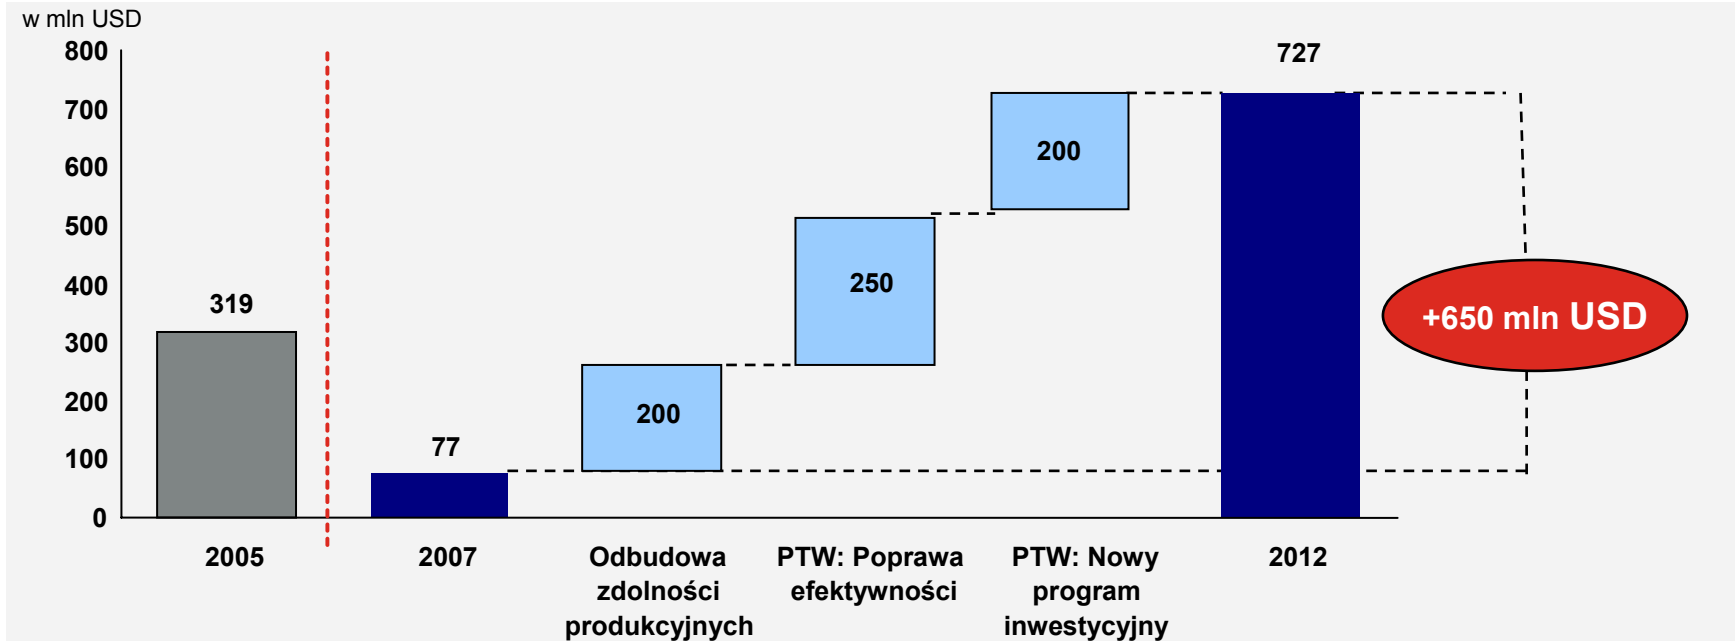 w mln USD
800
700
600
500
400
300
200
100
0
319
77
200
250
200
727
+650 mln USD
2005
2007
Odbudowa
zdolności
produkcyjnych
PTW: Poprawa
efektywności
PTW: Nowy
program
inwestycyjny
2012